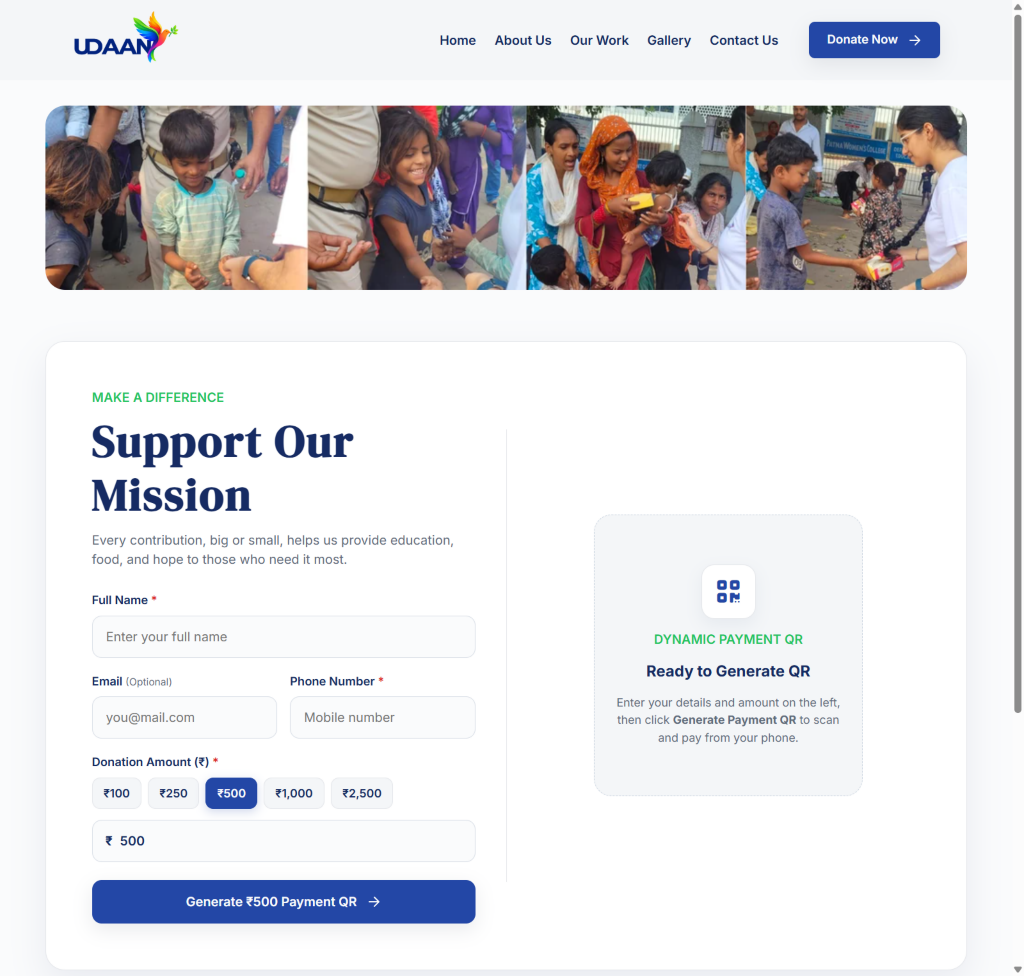 UDAAN
Home
About Us
Our Work
Gallery
Contact Us
Donate Now
PATNA WOMEN'S COLLEGE
MAKE A DIFFERENCE
Support Our
Mission
Every contribution, big or small, helps us provide education,
food, and hope to those who need it most.
Full Name *
Enter your full name
Email (Optional)
Phone Number *
you@mail.com
Mobile number
Donation Amount (₹) *
₹100
₹250
₹500
₹1,000
₹2,500
₹ 500
Generate ₹500 Payment QR
DYNAMIC PAYMENT QR
Ready to Generate QR
Enter your details and amount on the left,
then click Generate Payment QR to scan
and pay from your phone.